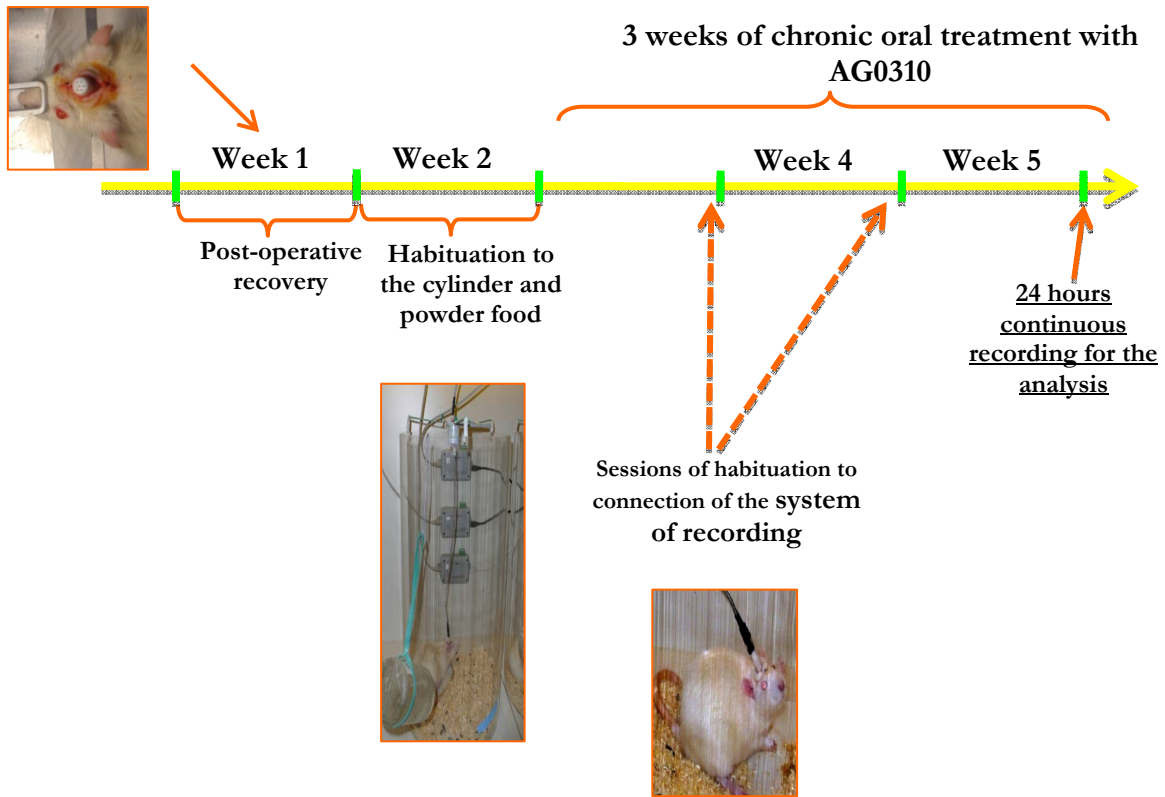 3 weeks of chronic oral treatment with
AG0310
Week 1
Week 2
Week 4
Week 5
Post-operative
recovery
Habituation to
the cylinder and
powder food
24 hours
continuous
recording for the
analysis
Sessions of habituation to
connection of the system
of recording